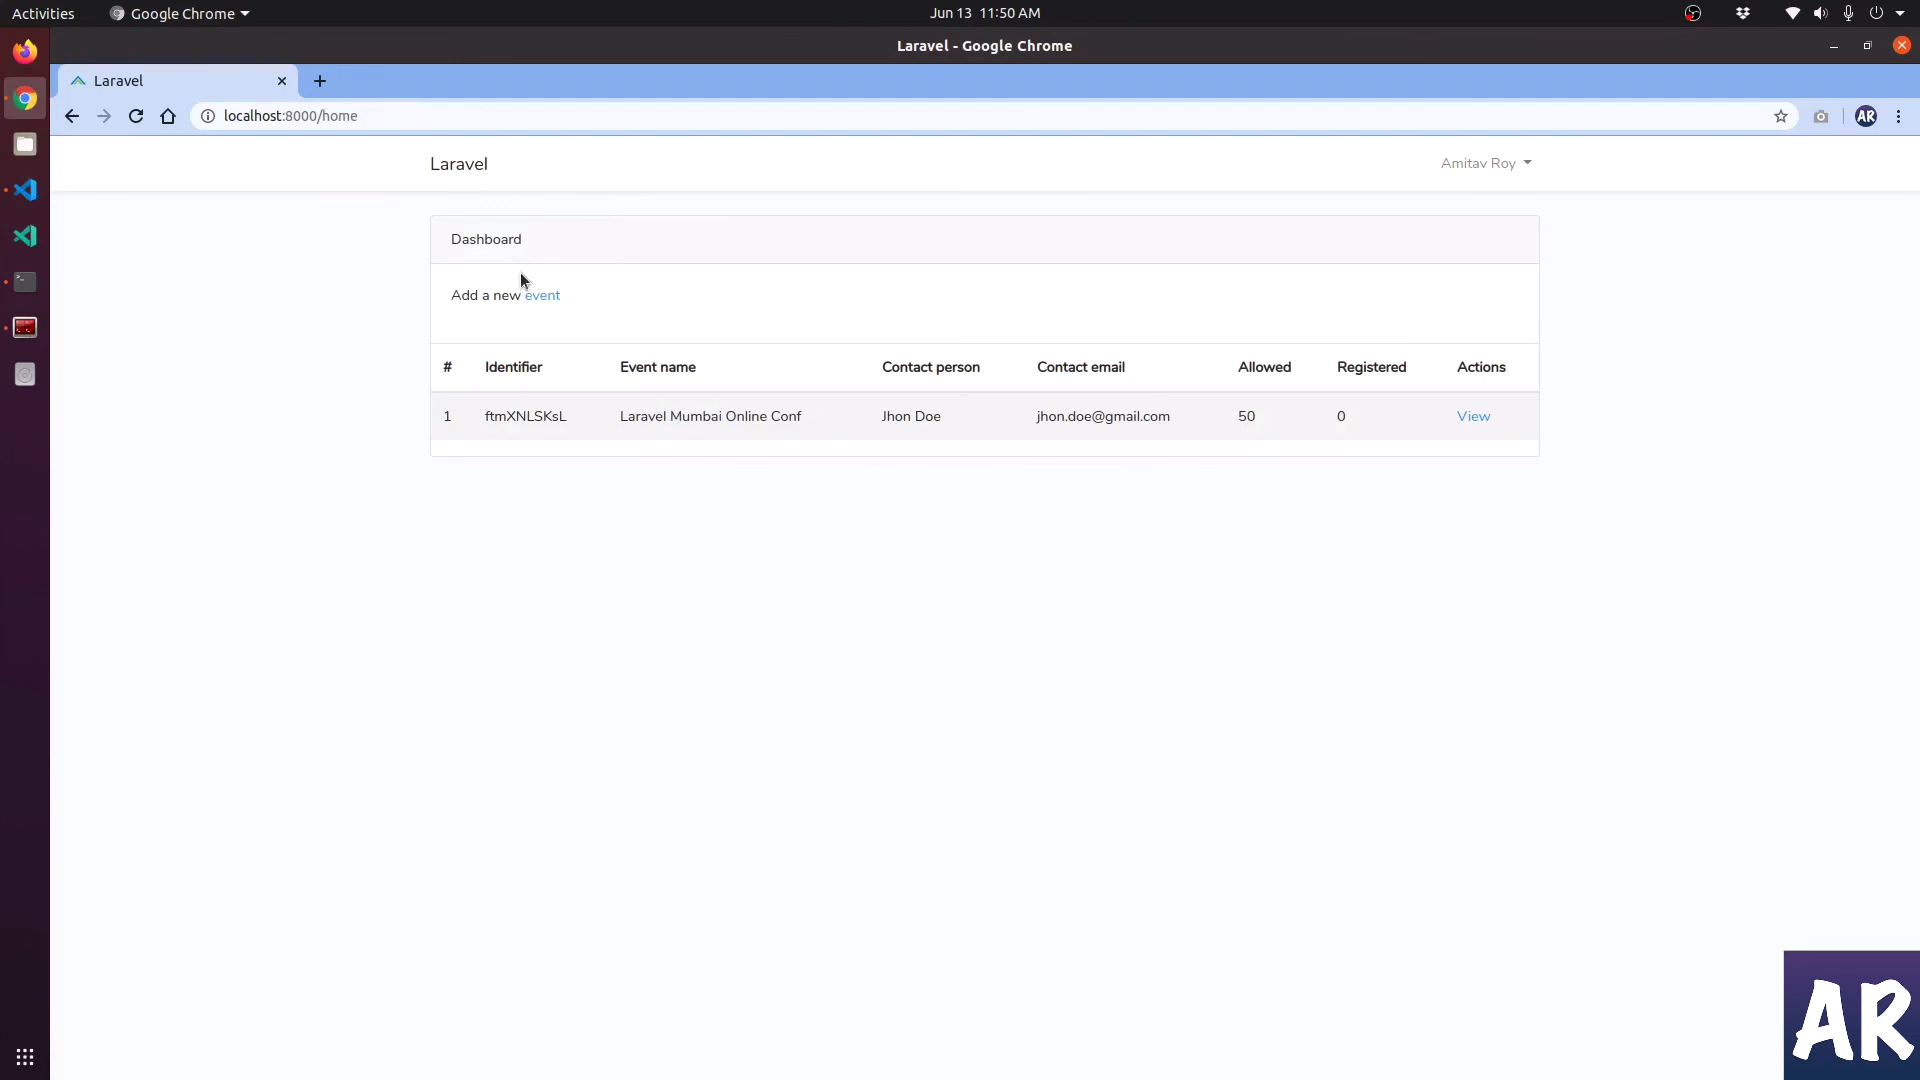 Activities Google Chrome Jun 13 11:50 AM
Laravel - Google Chrome
Laravel
localhost:8000/home AR
Laravel Amitav Roy
Dashboard
Add a new event
# Identifier Event name Contact person Contact email Allowed Registered Actions
1 ftmXNLSKsL Laravel Mumbai Online Conf Jhon Doe jhon.doe@gmail.com 50 0 View
AR